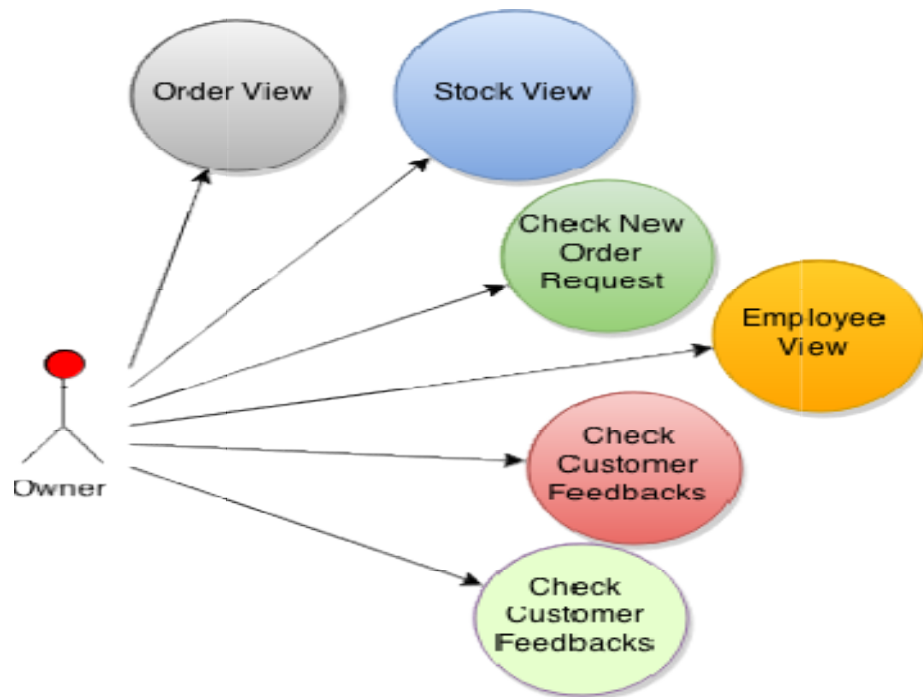 Order View
Stock View
Check New
Order
Request
Employee
View
Owner
Check
Customer
Feedbacks
Check
Customer
Feedbacks